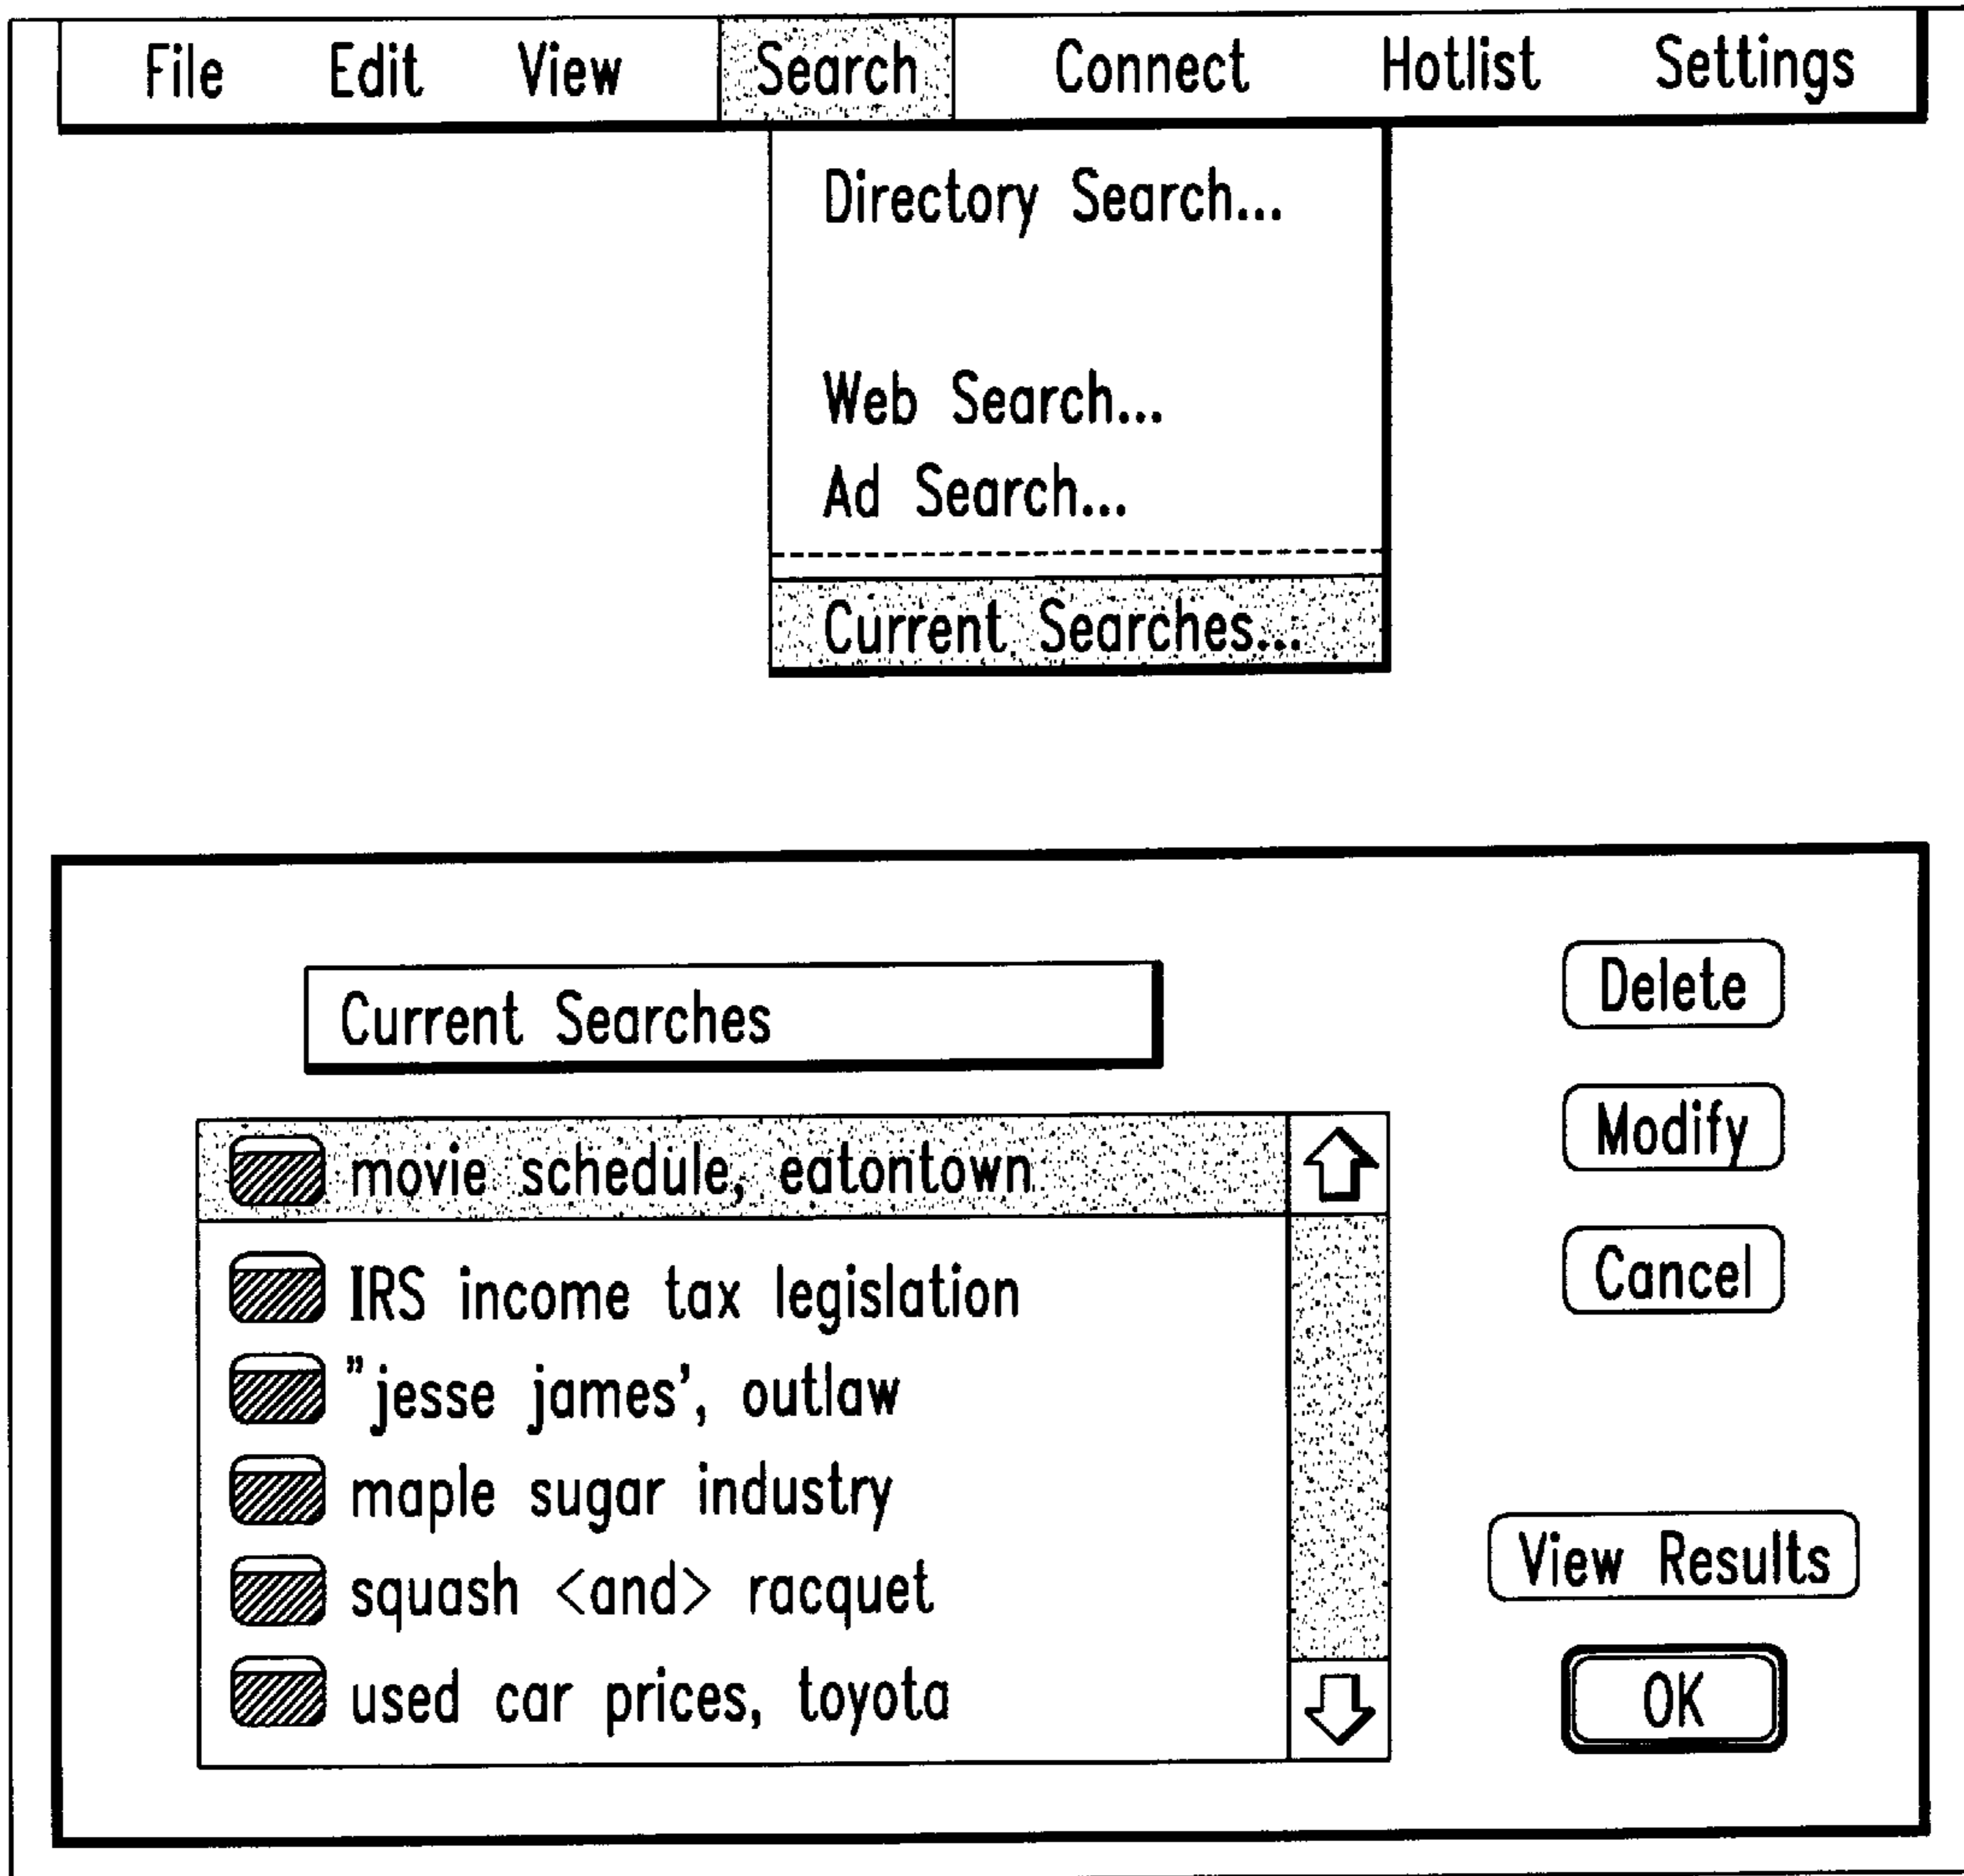 File Edit View Search Connect Hotlist Settings
Directory Search...
Web Search...
Ad Search...
Current Searches...
Current Searches
movie schedule, eatontown
IRS income tax legislation
"jesse james', outlaw
maple sugar industry
squash <and> racquet
used car prices, toyota
Delete
Modify
Cancel
View Results
OK